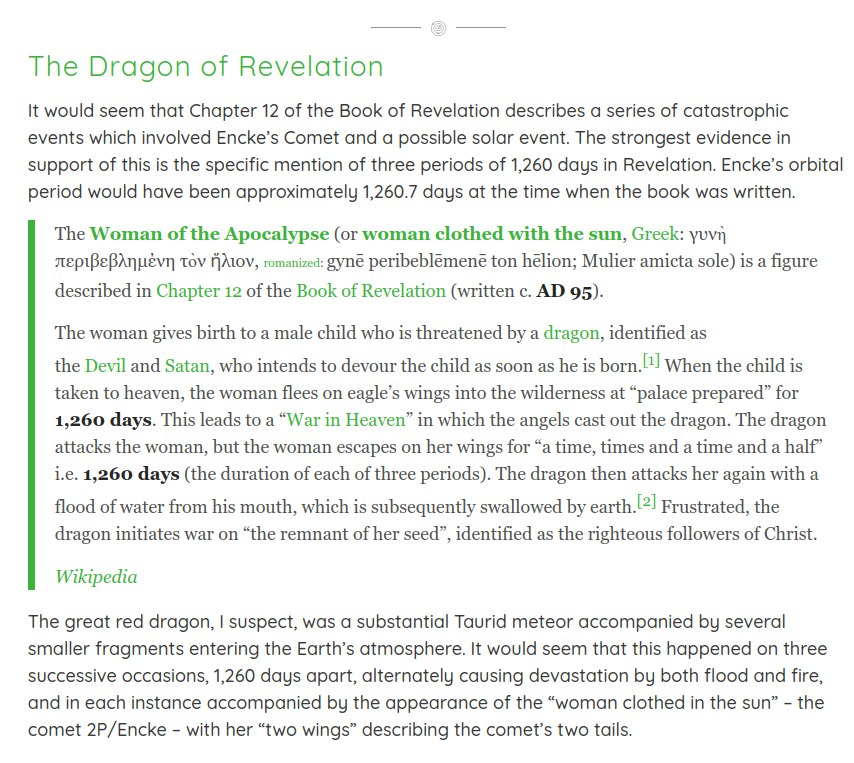 The Dragon of Revelation
It would seem that Chapter 12 of the Book of Revelation describes a series of catastrophic
events which involved Encke’s Comet and a possible solar event. The strongest evidence in
support of this is the specific mention of three periods of 1,260 days in Revelation. Encke’s orbital
period would have been approximately 1,260.7 days at the time when the book was written.
The Woman of the Apocalypse (or woman clothed with the sun, Greek: γυνὴ
περιβεβλημένη τὸν ἥλιον, romanized: gynē peribeblēmenē ton hēlion; Mulier amicta sole) is a figure
described in Chapter 12 of the Book of Revelation (written c. AD 95).
The woman gives birth to a male child who is threatened by a dragon, identified as
the Devil and Satan, who intends to devour the child as soon as he is born.[1] When the child is
taken to heaven, the woman flees on eagle’s wings into the wilderness at “palace prepared” for
1,260 days. This leads to a “War in Heaven” in which the angels cast out the dragon. The dragon
attacks the woman, but the woman escapes on her wings for “a time, times and a time and a half”
i.e. 1,260 days (the duration of each of three periods). The dragon then attacks her again with a
flood of water from his mouth, which is subsequently swallowed by earth.[2] Frustrated, the
dragon initiates war on “the remnant of her seed”, identified as the righteous followers of Christ.
Wikipedia
The great red dragon, I suspect, was a substantial Taurid meteor accompanied by several
smaller fragments entering the Earth’s atmosphere. It would seem that this happened on three
successive occasions, 1,260 days apart, alternately causing devastation by both flood and fire,
and in each instance accompanied by the appearance of the “woman clothed in the sun” – the
comet 2P/Encke – with her “two wings” describing the comet’s two tails.